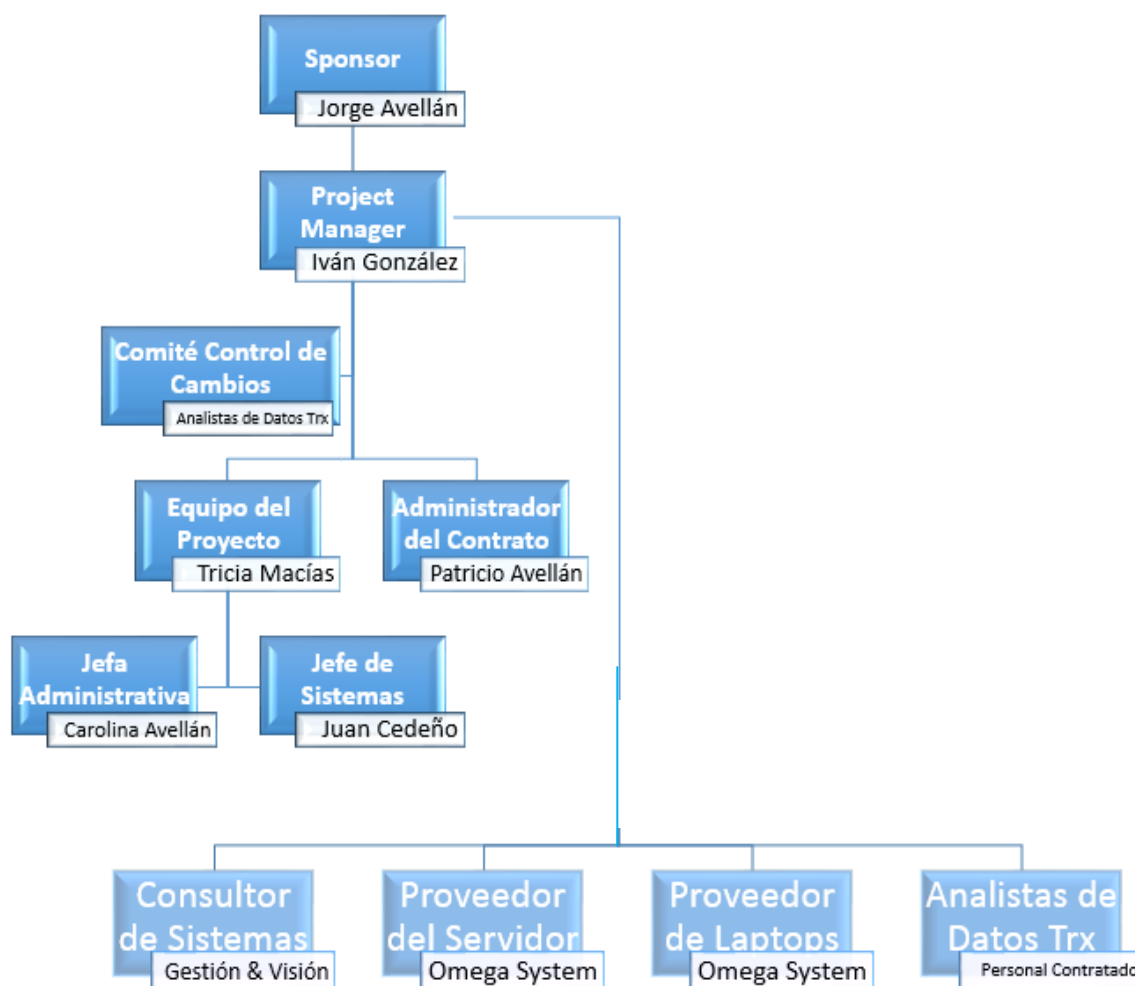 Sponsor
Jorge Avellán
Project
Manager
Iván González
Comité Control de
Cambios
Analistas de Datos Trx
Equipo del
Proyecto
Tricia Macías
Administrador
del Contrato
Patricio Avellán
Jefa
Administrativa
Carolina Avellán
Jefe de
Sistemas
Juan Cedeño
Consultor
de Sistemas
Gestión & Visión
Proveedor
del Servidor
Omega System
Proveedor
de Laptops
Omega System
Analistas de
Datos Trx
Personal Contratado